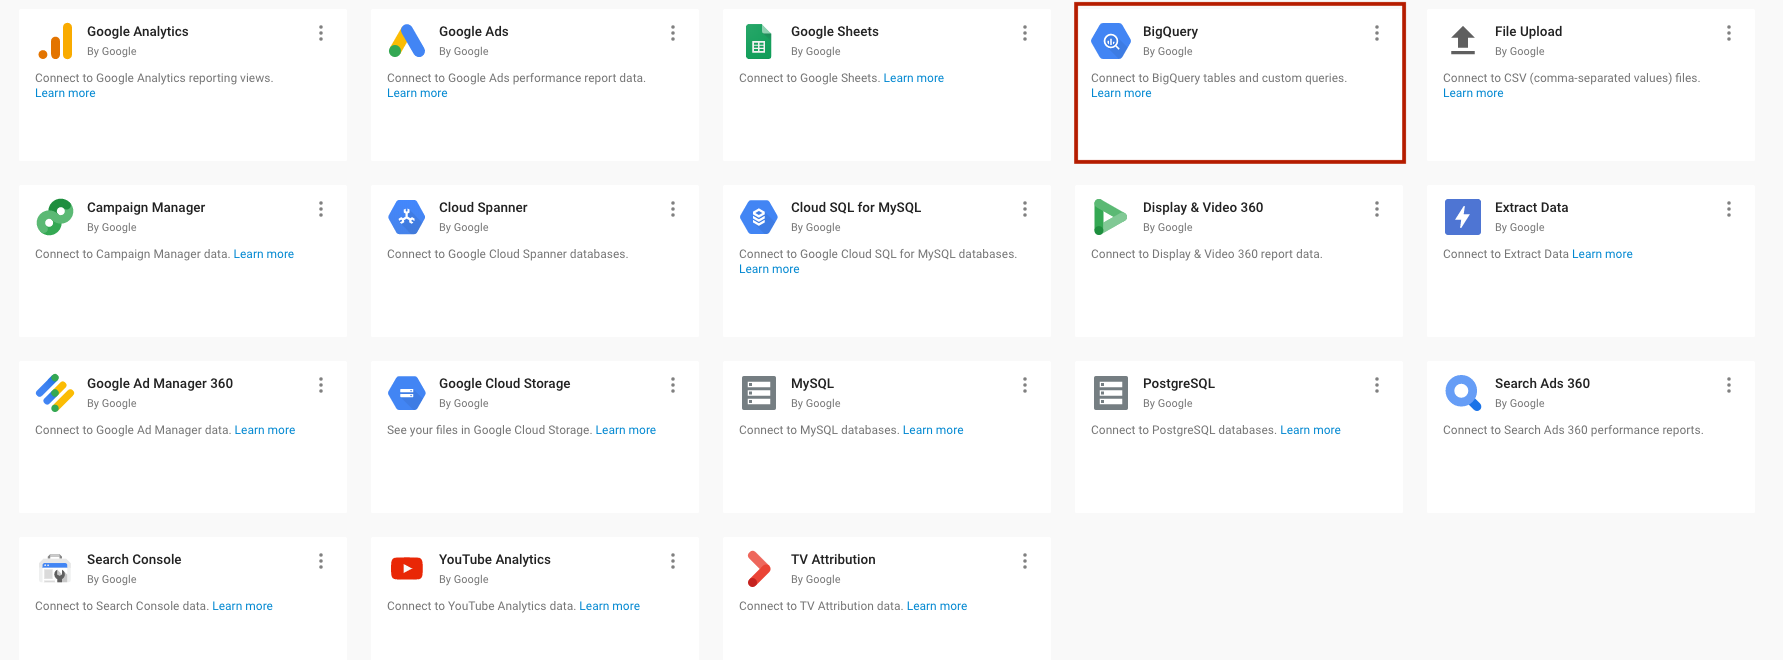 Google Analytics
By Google
Connect to Google Analytics reporting views.
Learn more
Google Ads
By Google
Connect to Google Ads performance report data.
Learn more
Google Sheets
By Google
Connect to Google Sheets. Learn more
BigQuery
By Google
Connect to BigQuery tables and custom queries.
Learn more
File Upload
By Google
Connect to CSV (comma-separated values) files.
Learn more
Campaign Manager
By Google
Connect to Campaign Manager data. Learn more
Cloud Spanner
By Google
Connect to Google Cloud Spanner databases.
Cloud SQL for MySQL
By Google
Connect to Google Cloud SQL for MySQL databases.
Learn more
Display & Video 360
By Google
Connect to Display & Video 360 report data.
Extract Data
By Google
Connect to Extract Data Learn more
Google Ad Manager 360
By Google
Connect to Google Ad Manager data. Learn more
Google Cloud Storage
By Google
See your files in Google Cloud Storage. Learn more
MySQL
By Google
Connect to MySQL databases. Learn more
PostgreSQL
By Google
Connect to PostgreSQL databases. Learn more
Search Ads 360
By Google
Connect to Search Ads 360 performance reports.
Search Console
By Google
Connect to Search Console data. Learn more
YouTube Analytics
By Google
Connect to YouTube Analytics data. Learn more
TV Attribution
By Google
Connect to TV Attribution data. Learn more